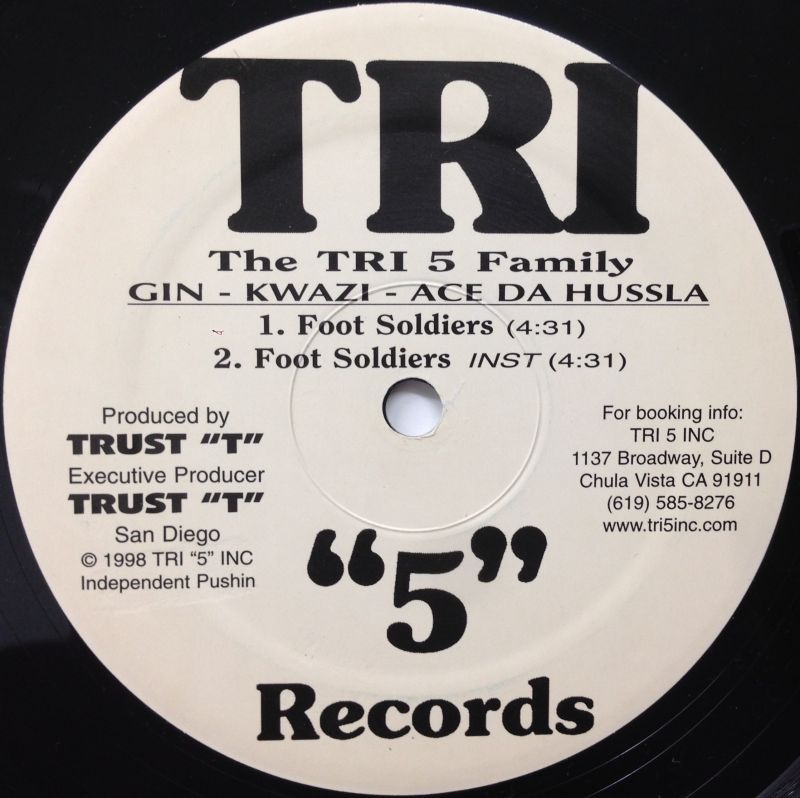 TRI
The TRI 5 Family
GIN - KWAZI - ACE DA HUSSLA
1. Foot Soldiers (4:31)
2. Foot Soldiers INST (4:31)
Produced by
TRUST "T"
Executive Producer
TRUST "T"
San Diego
© 1998 TRI "5" INC
Independent Pushin
For booking info:
TRI 5 INC
1137 Broadway, Suite D
Chula Vista CA 91911
(619) 585-8276
www.tri5inc.com
"5"
Records